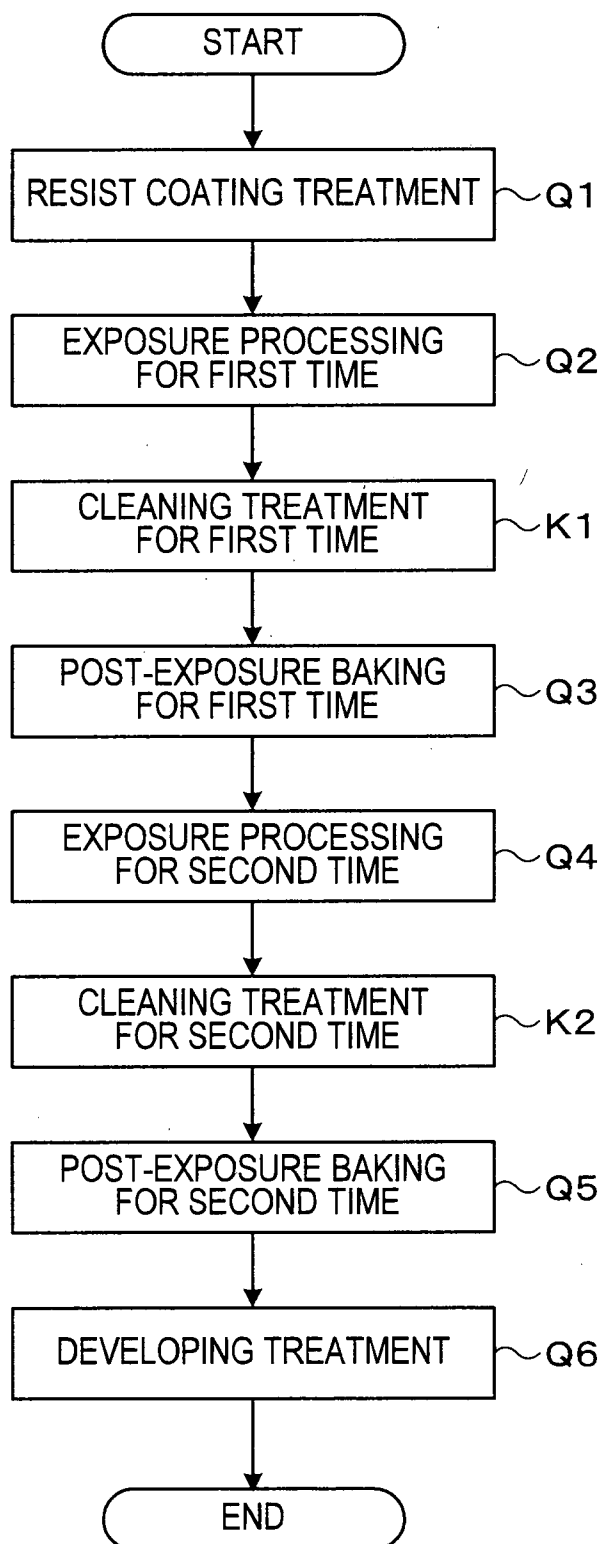 START
RESIST COATING TREATMENT
Q1
EXPOSURE PROCESSING
FOR FIRST TIME
Q2
CLEANING TREATMENT
FOR FIRST TIME
K1
POST-EXPOSURE BAKING
FOR FIRST TIME
Q3
EXPOSURE PROCESSING
FOR SECOND TIME
Q4
CLEANING TREATMENT
FOR SECOND TIME
K2
POST-EXPOSURE BAKING
FOR SECOND TIME
Q5
DEVELOPING TREATMENT
Q6
END